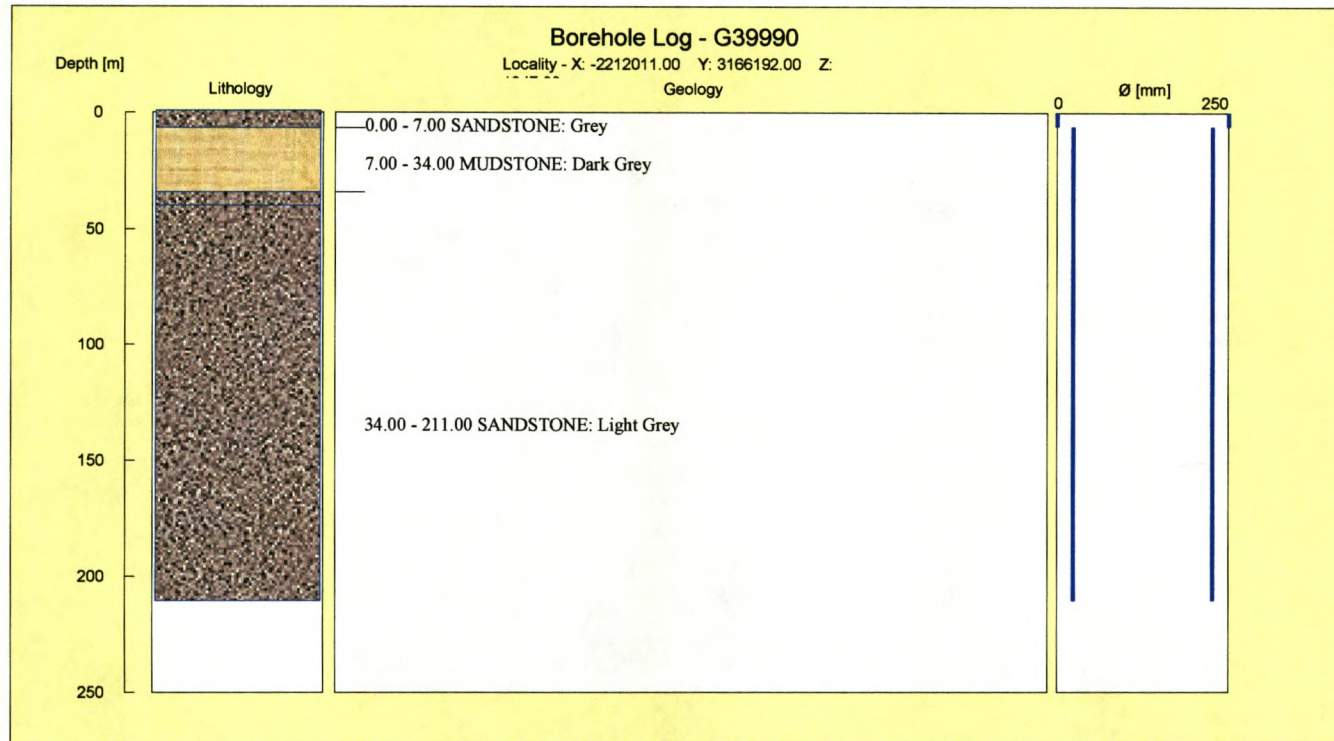 Borehole Log - G39990
Depth [m]
Locality - X: -2212011.00 Y: 3166192.00 Z:
Lithology
Geology
Ø [mm]
0
250
0
50
100
150
200
250
0.00 - 7.00 SANDSTONE: Grey
7.00 - 34.00 MUDSTONE: Dark Grey
34.00 - 211.00 SANDSTONE: Light Grey